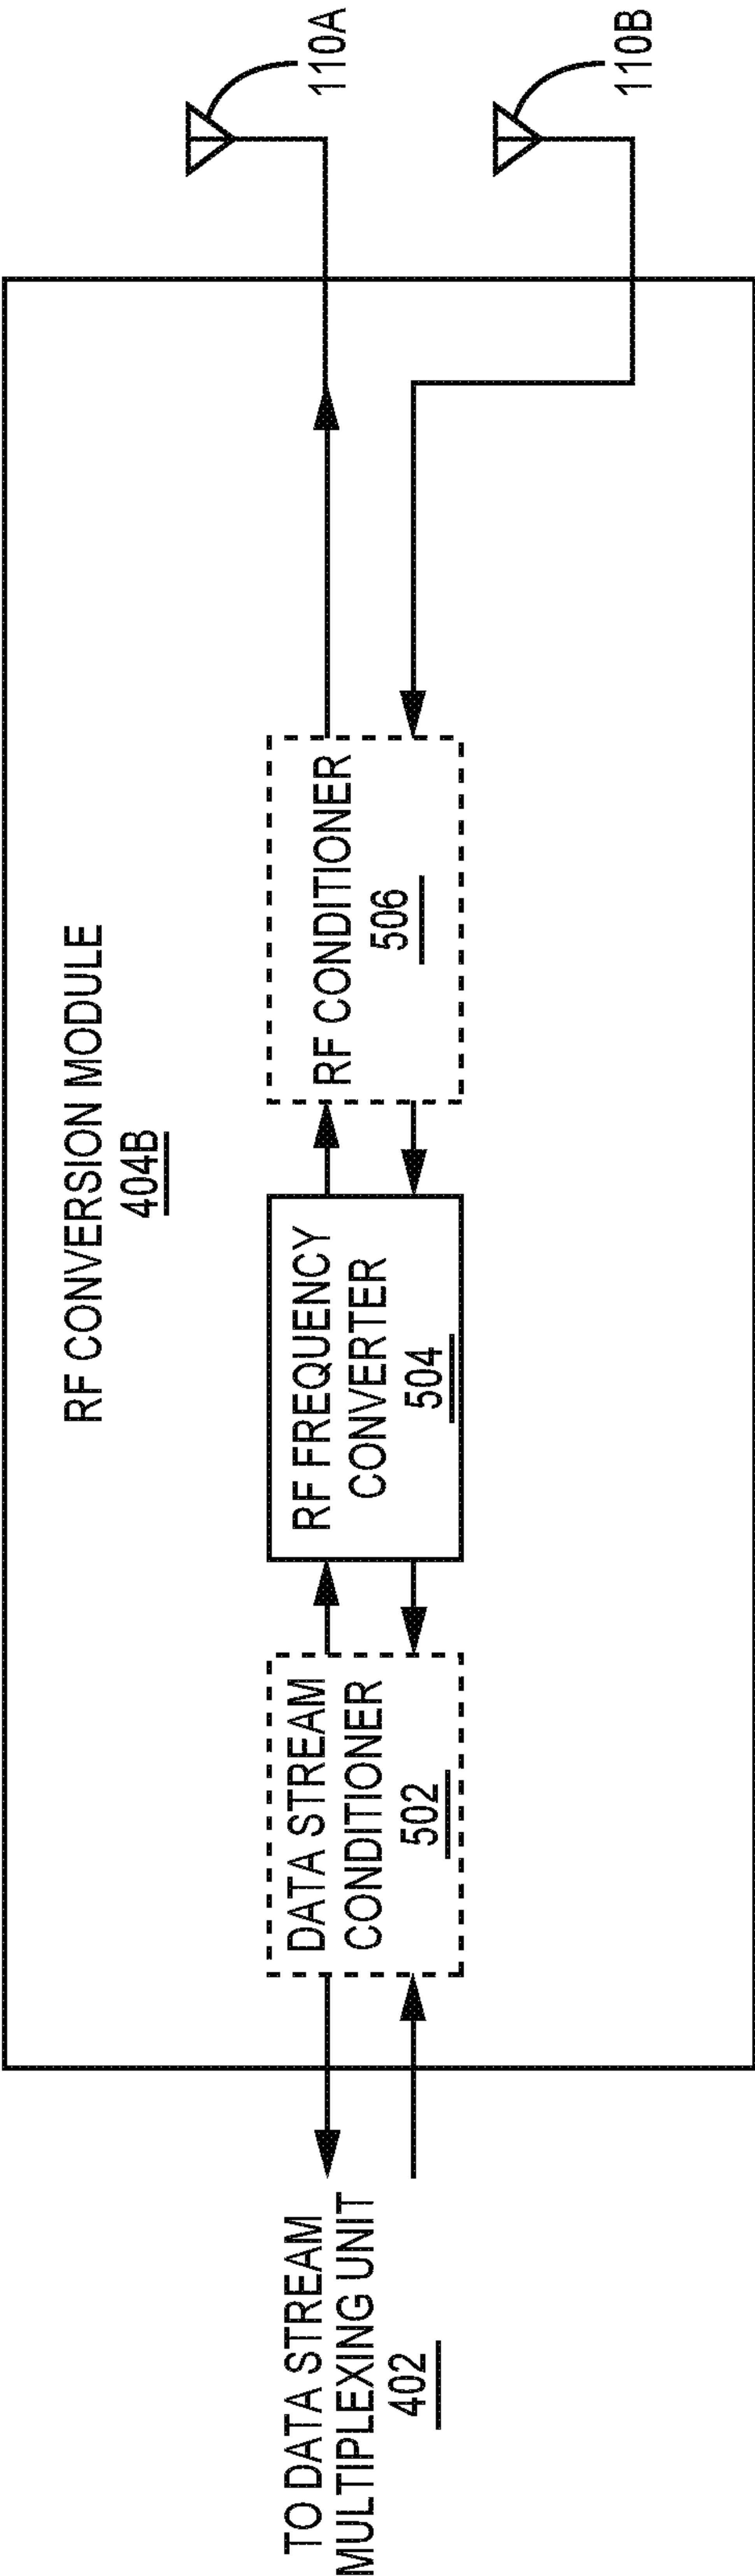 RF CONVERSION MODULE
404B
TO DATA STREAM
MULTIPLEXING UNIT
402
DATA STREAM
CONDITIONER
502
RF FREQUENCY
CONVERTER
504
RF CONDITIONER
506
110A
110B